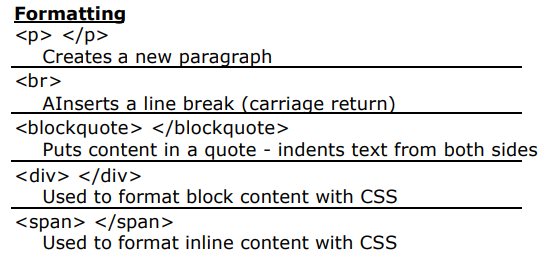 Formatting
<p> </p>
Creates a new paragraph
<br>
AInserts a line break (carriage return)
<blockquote> </blockquote>
Puts content in a quote - indents text from both sides
<div> </div>
Used to format block content with CSS
<span> </span>
Used to format inline content with CSS